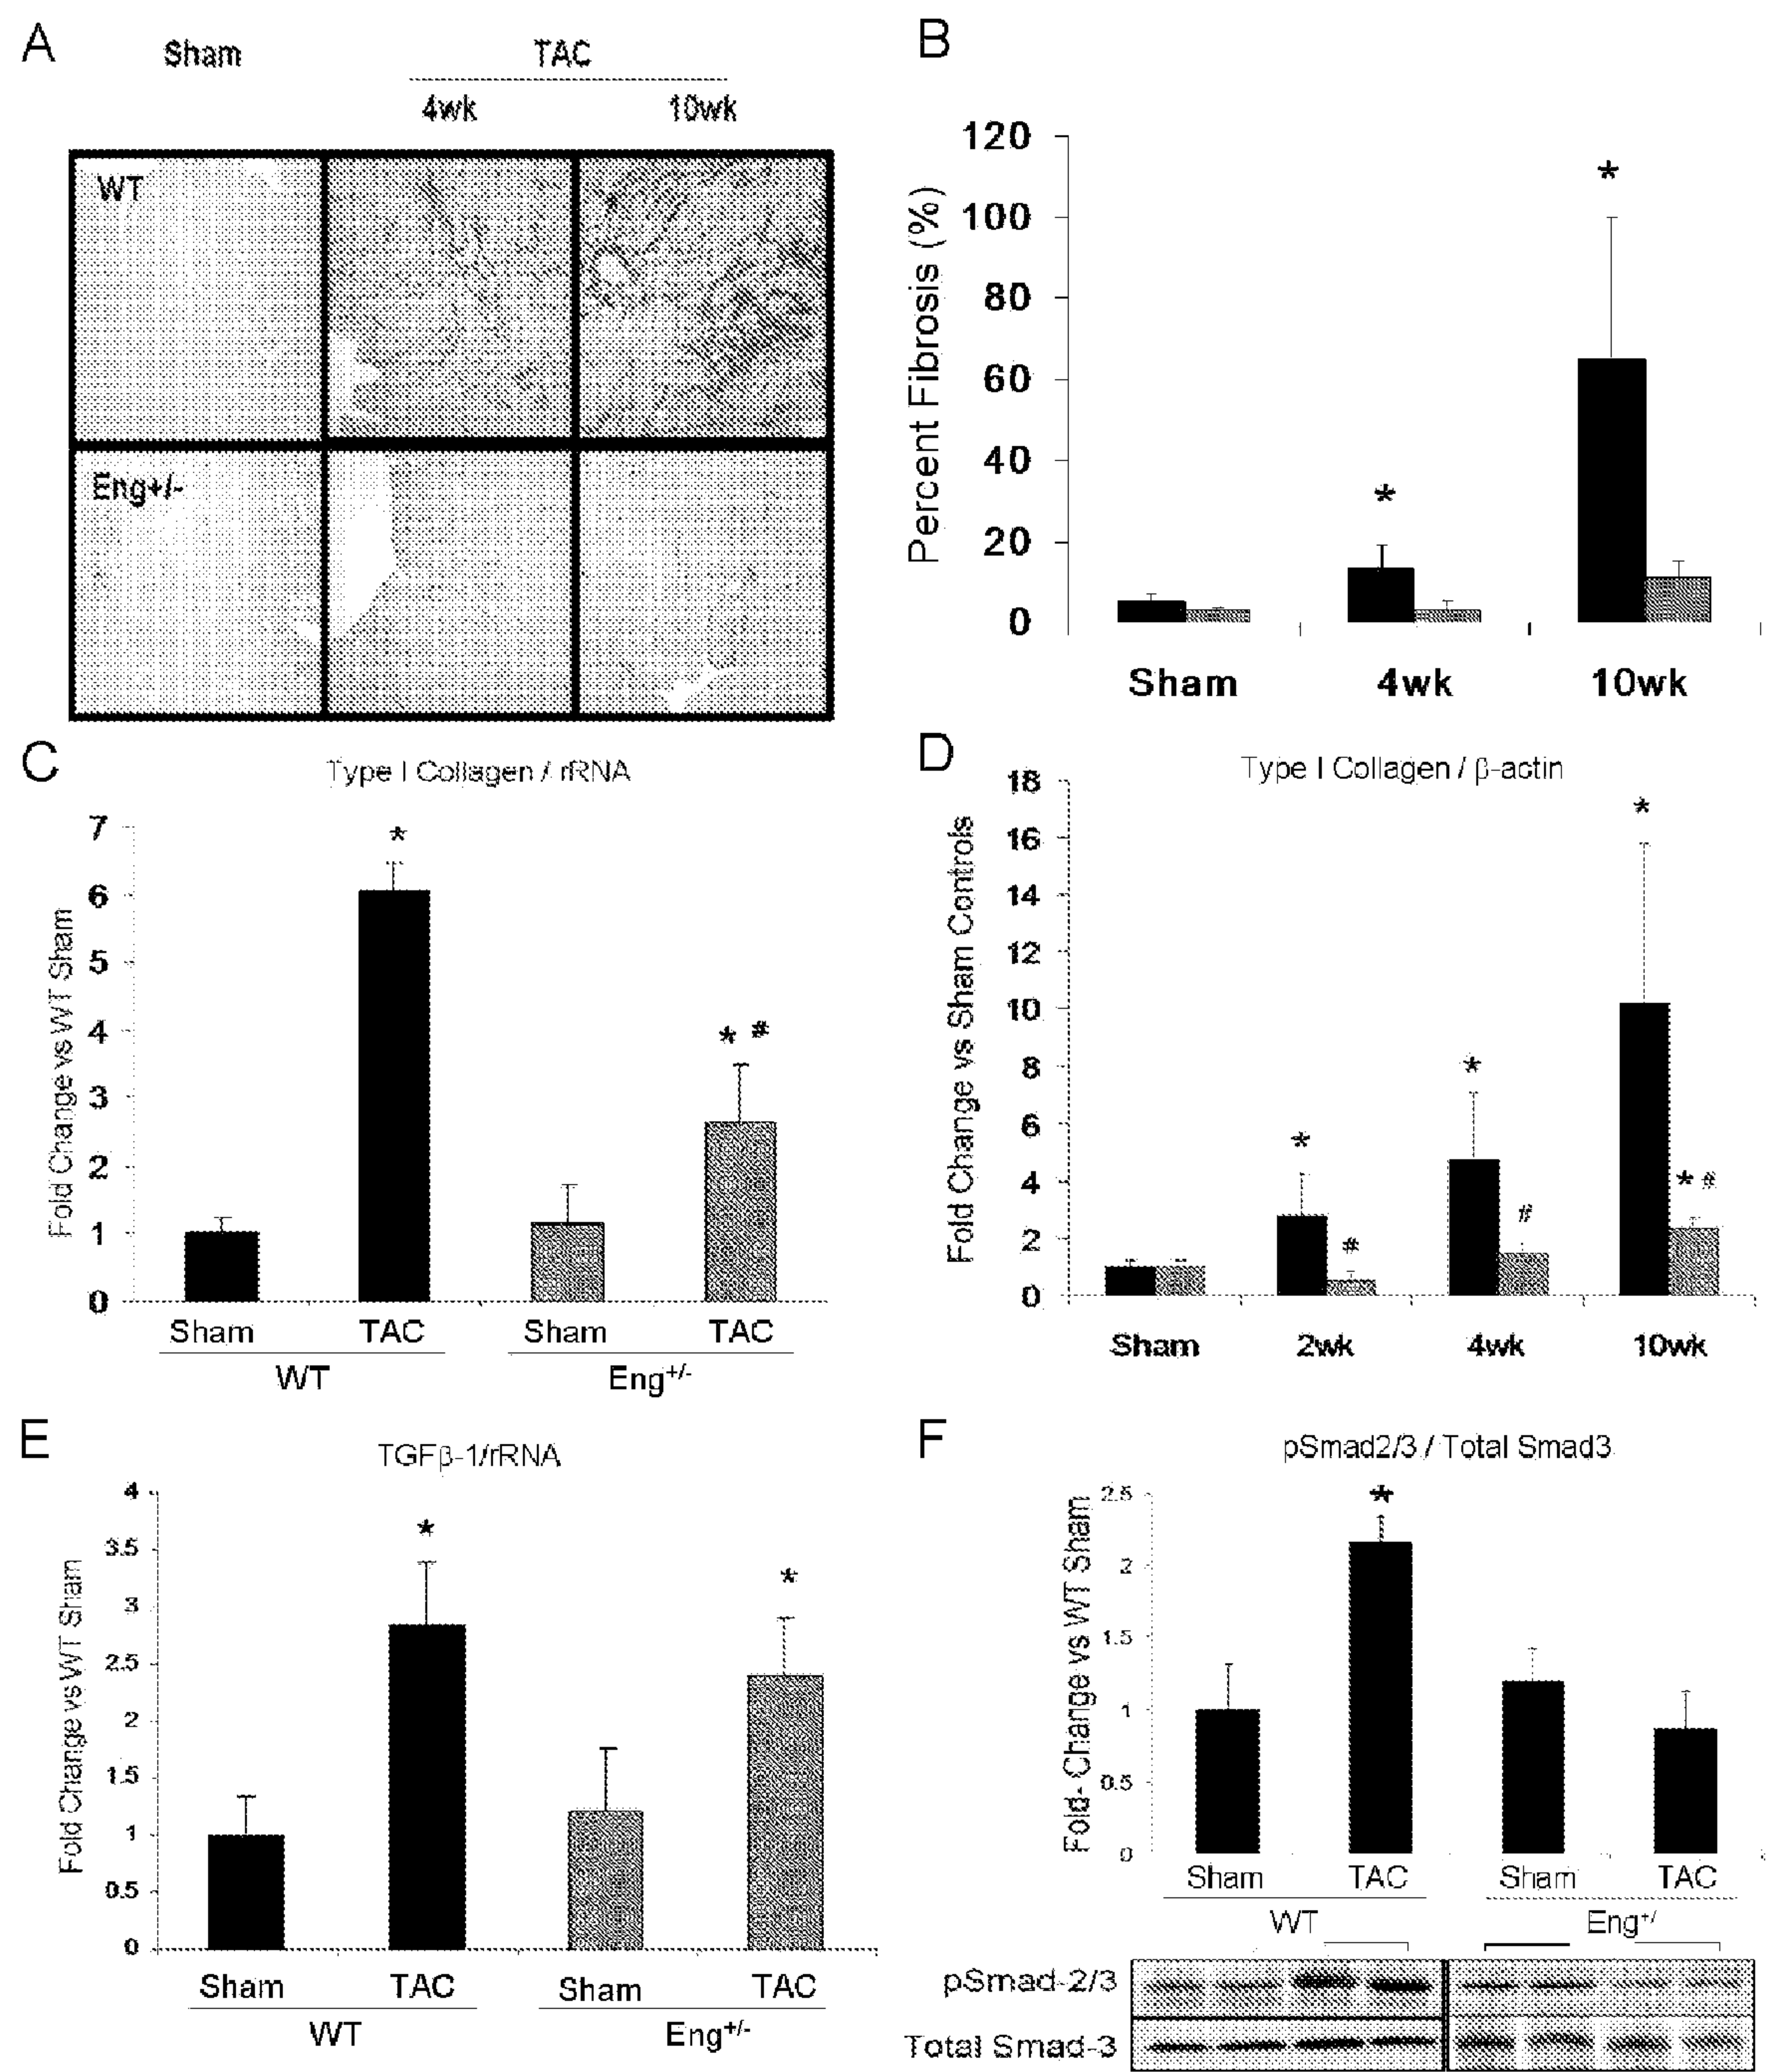 A
Sham
TAC
4wk
10wk
WT
Eng+/-
B
Percent Fibrosis (%)
120
100
80
60
40
20
0
*
*
Sham
4wk
10wk
C
Type I Collagen / rRNA
Fold Change vs WT Sham
7
6
5
4
3
2
1
0
*
* #
Sham
TAC
Sham
TAC
WT
Eng+/-
D
Type I Collagen / β-actin
Fold Change vs Sham Controls
18
16
14
12
10
8
6
4
2
0
*
#
*
#
*
* #
Sham
2wk
4wk
10wk
E
TGFβ-1/rRNA
Fold Change vs WT Sham
4
3.5
3
2.5
2
1.5
1
0.5
0
*
*
Sham
TAC
Sham
TAC
WT
Eng+/-
F
pSmad2/3 / Total Smad3
Fold- Change vs WT Sham
2.5
2
1.5
1
0.5
0
*
Sham
TAC
Sham
TAC
WT
Eng+/
pSmad-2/3
Total Smad-3